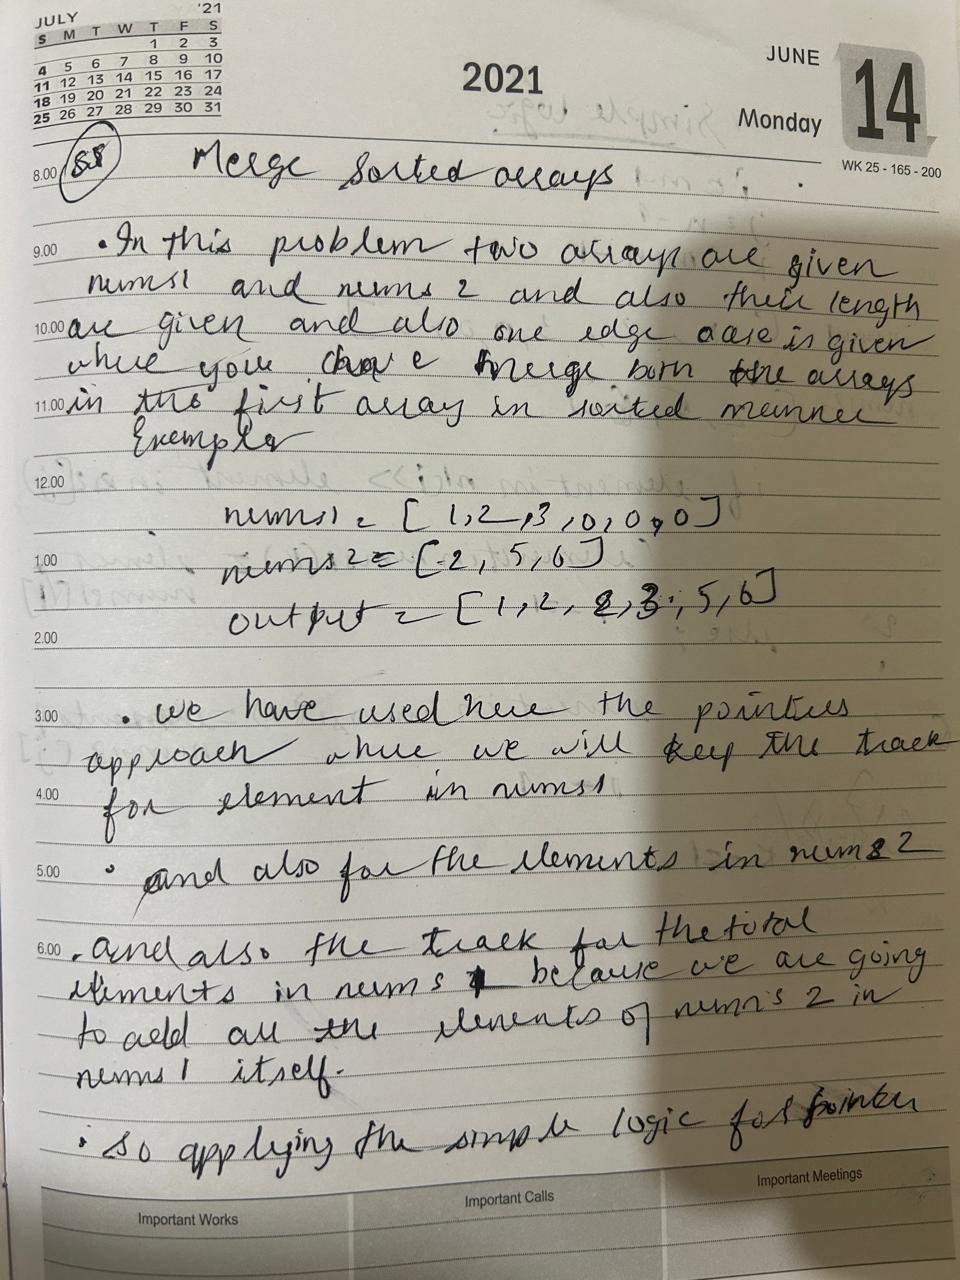 JULY '21
S M T W T F S
1 2 3
4 5 6 7 8 9 10
11 12 13 14 15 16 17
18 19 20 21 22 23 24
25 26 27 28 29 30 31
2021
JUNE
14
Monday
WK 25 - 165 - 200
8.00 88 Merge Sorted arrays
9.00 • In this problem two arrays are given
nums1 and nums 2 and also their length
10.00 are given and also one edge case is given
where you have merge both the arrays
11.00 in the first array in sorted manner
Example
12.00
nums1 = [1,2,3,0,0,0]
1.00
nums2 = [2,5,6]
output = [1,2,2,3,5,6]
2.00
3.00 • we have used here the pointers
approach where we will keep the track
4.00 for element in nums1
5.00 • and also for the elements in nums 2
6.00 • and also the track for the total
elements in nums 1 because we are going
to add all the elements of nums 2 in
nums1 itself.
• so applying the simple logic for pointer
Important Works
Important Calls
Important Meetings